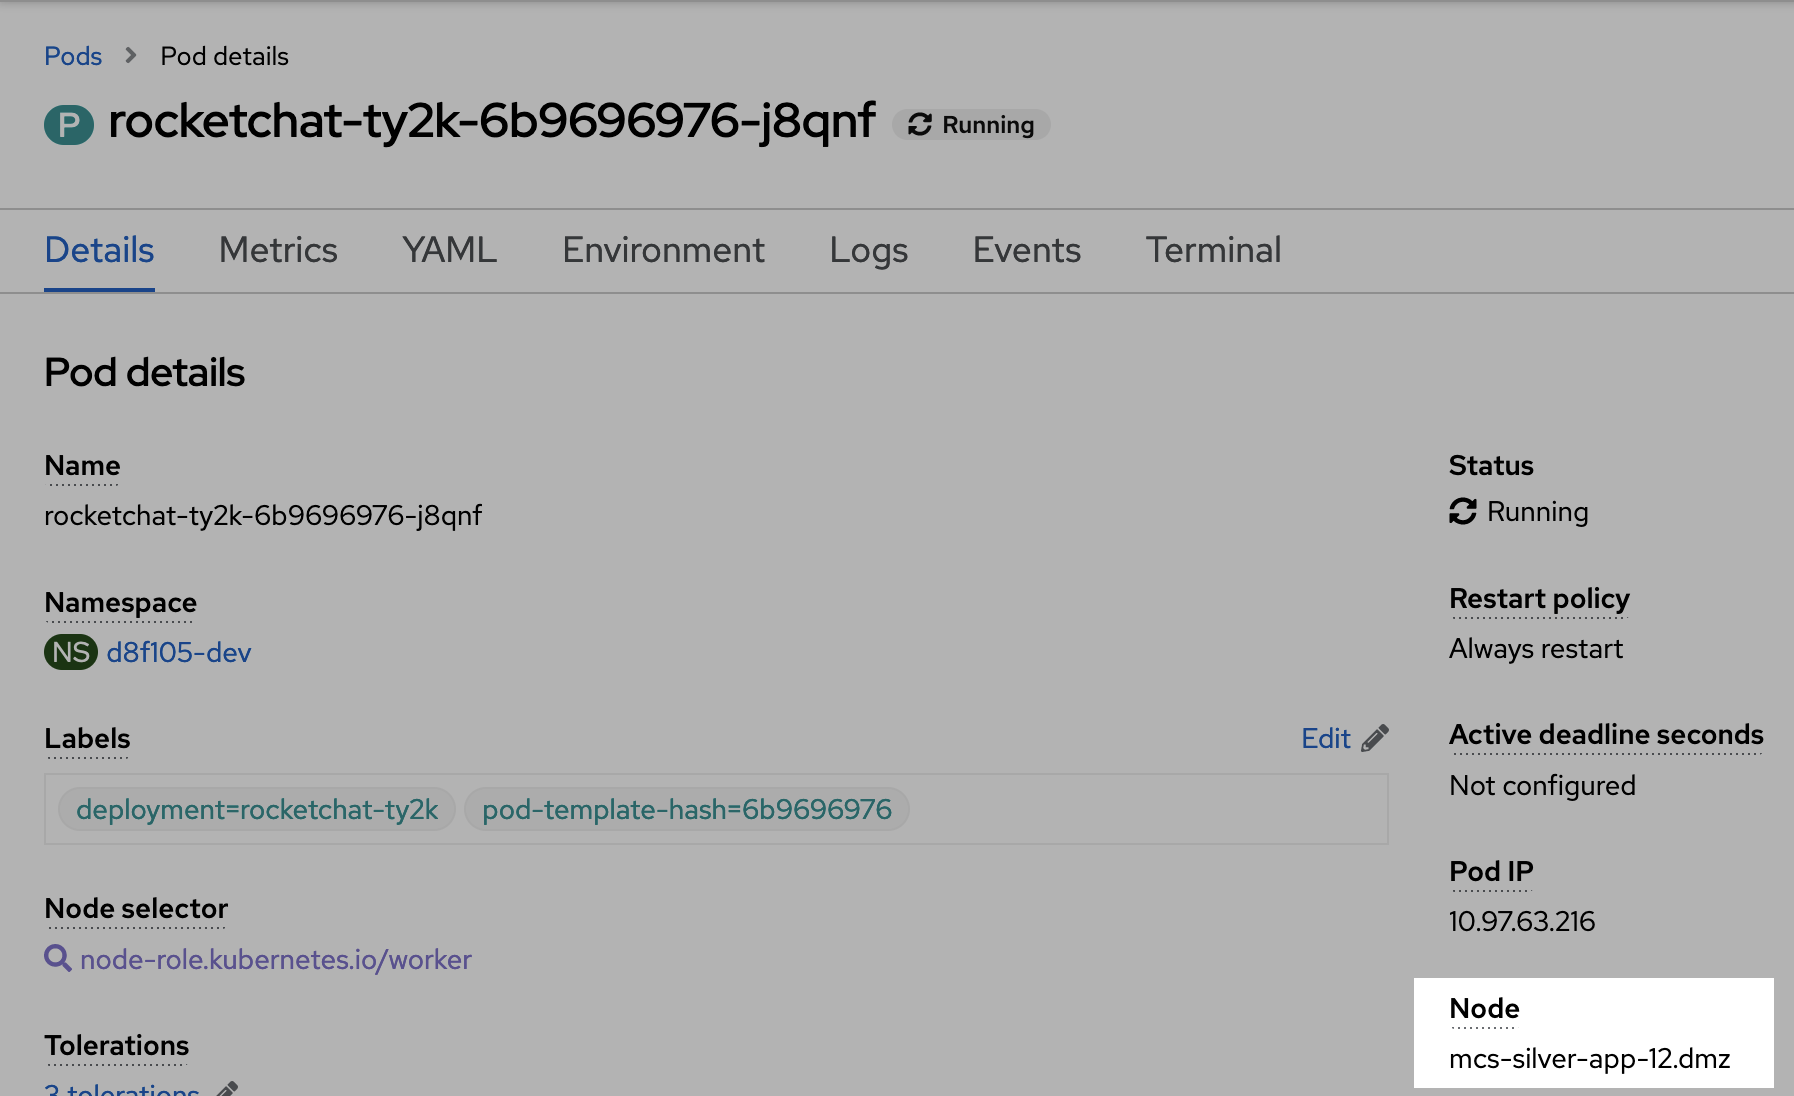 Pods > Pod details
P rocketchat-ty2k-6b9696976-j8qnf Running
Details Metrics YAML Environment Logs Events Terminal
Pod details
Name
rocketchat-ty2k-6b9696976-j8qnf
Namespace
NS d8f105-dev
Labels Edit
deployment=rocketchat-ty2k pod-template-hash=6b9696976
Node selector
node-role.kubernetes.io/worker
Tolerations
3 tolerations
Status
Running
Restart policy
Always restart
Active deadline seconds
Not configured
Pod IP
10.97.63.216
Node
mcs-silver-app-12.dmz